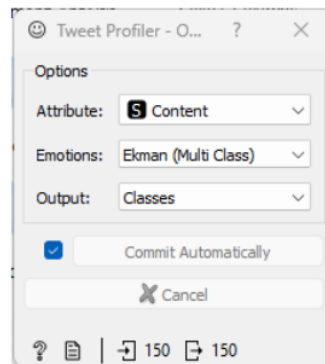 Tweet Profiler - O... ? ×
Options
Attribute: S Content
Emotions: Ekman (Multi Class)
Output: Classes
Commit Automatically
Cancel
? 150 150